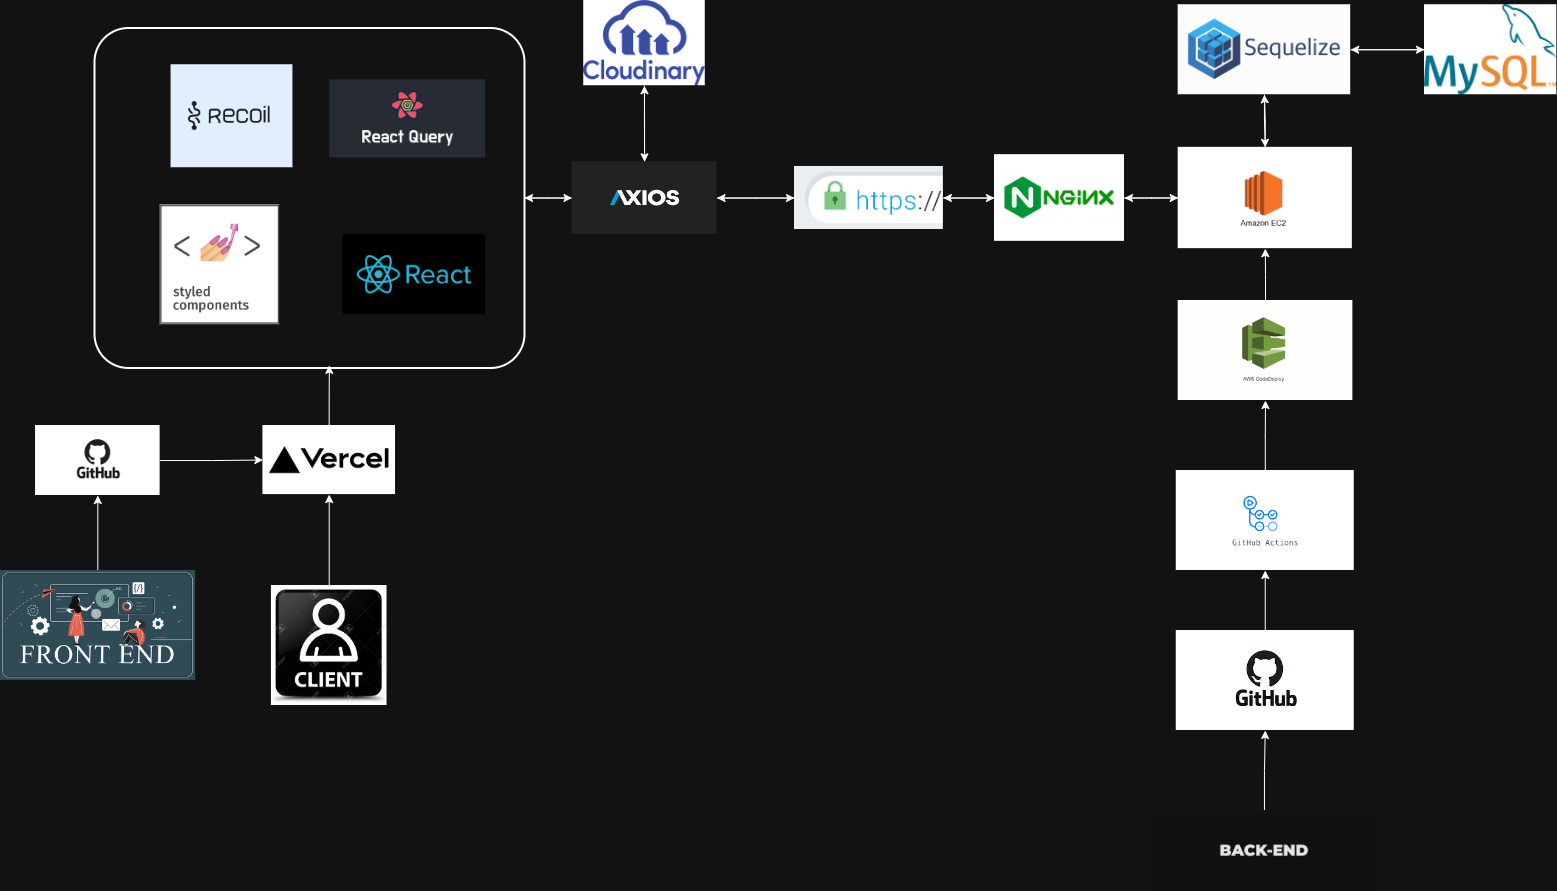 Cloudinary
Sequelize
MySQL
RECOIL
React Query
AXIOS
https://
NGINX
Amazon EC2
< >
styled
components
React
AWS CodeDeploy
GitHub
Vercel
GitHub Actions
FRONT END
CLIENT
GitHub
BACK-END